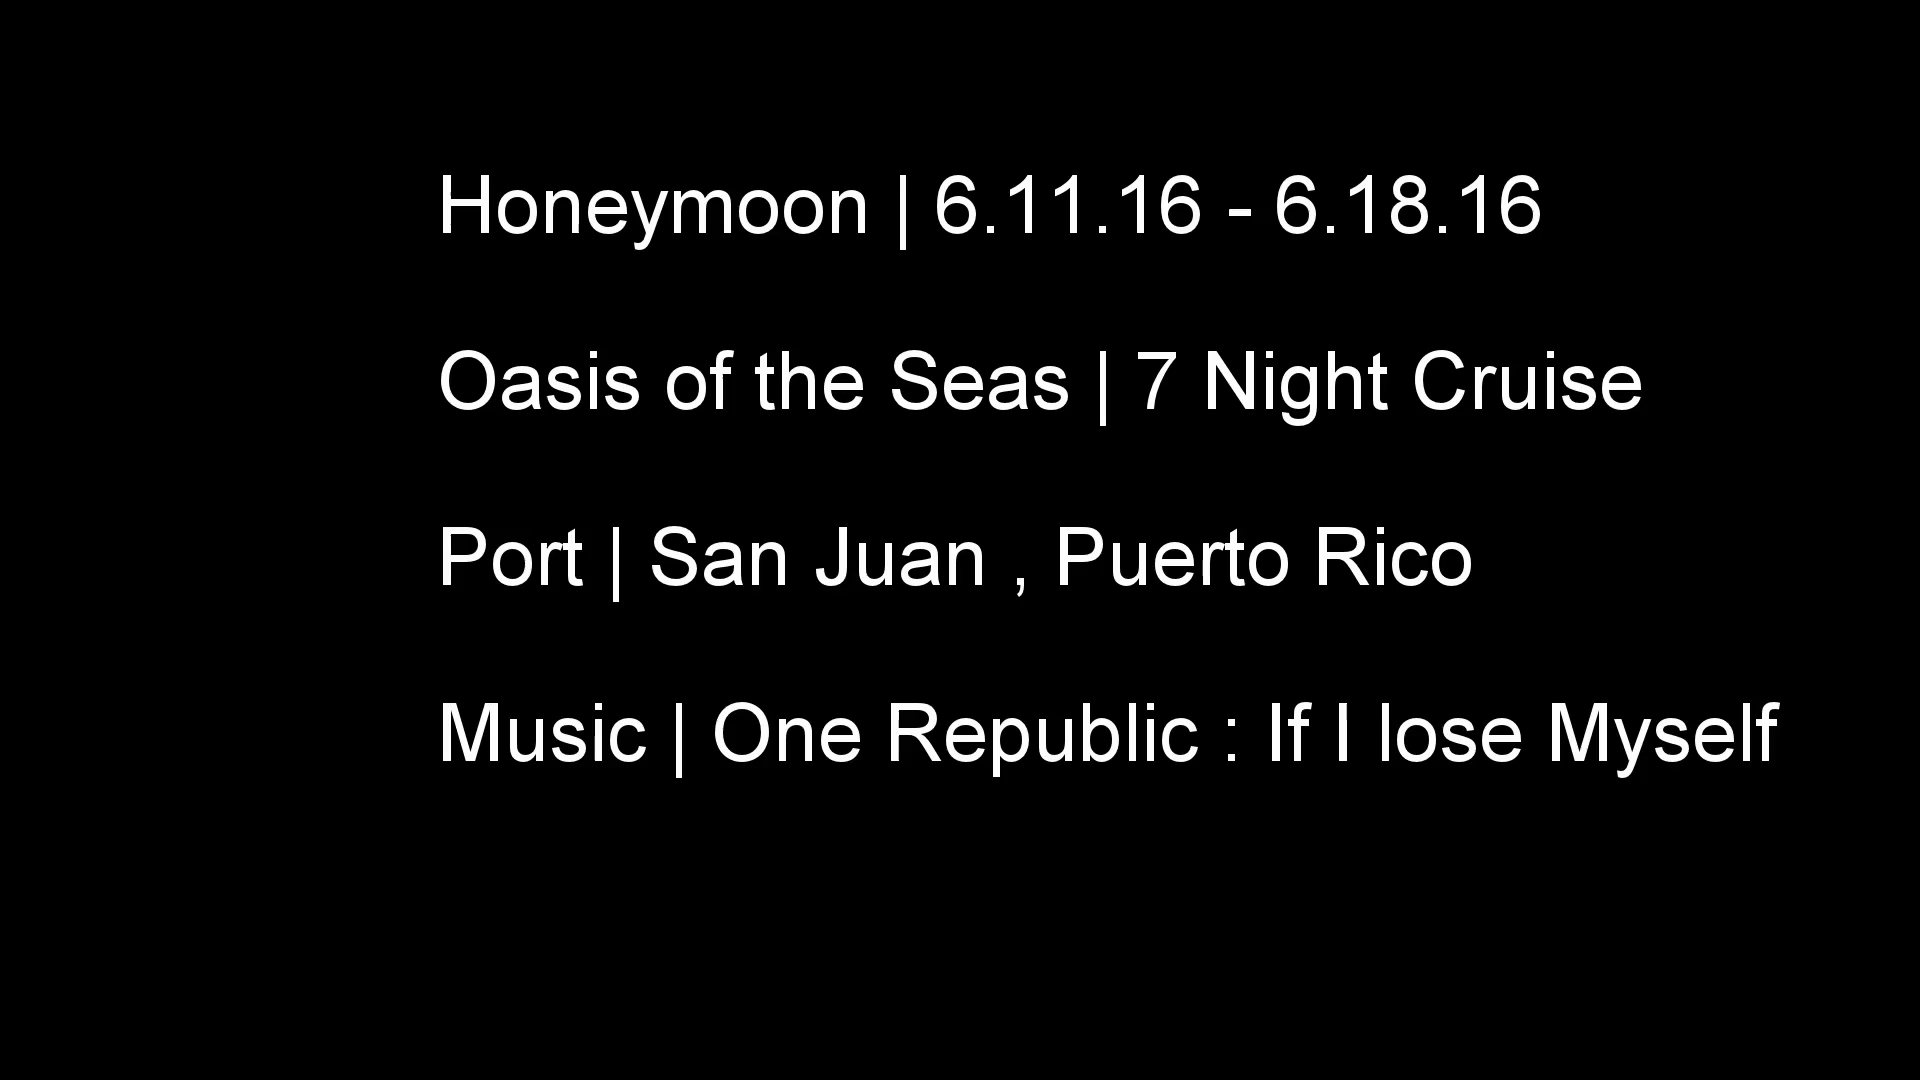 Honeymoon | 6.11.16 - 6.18.16
Oasis of the Seas | 7 Night Cruise
Port | San Juan , Puerto Rico
Music | One Republic : If I lose Myself